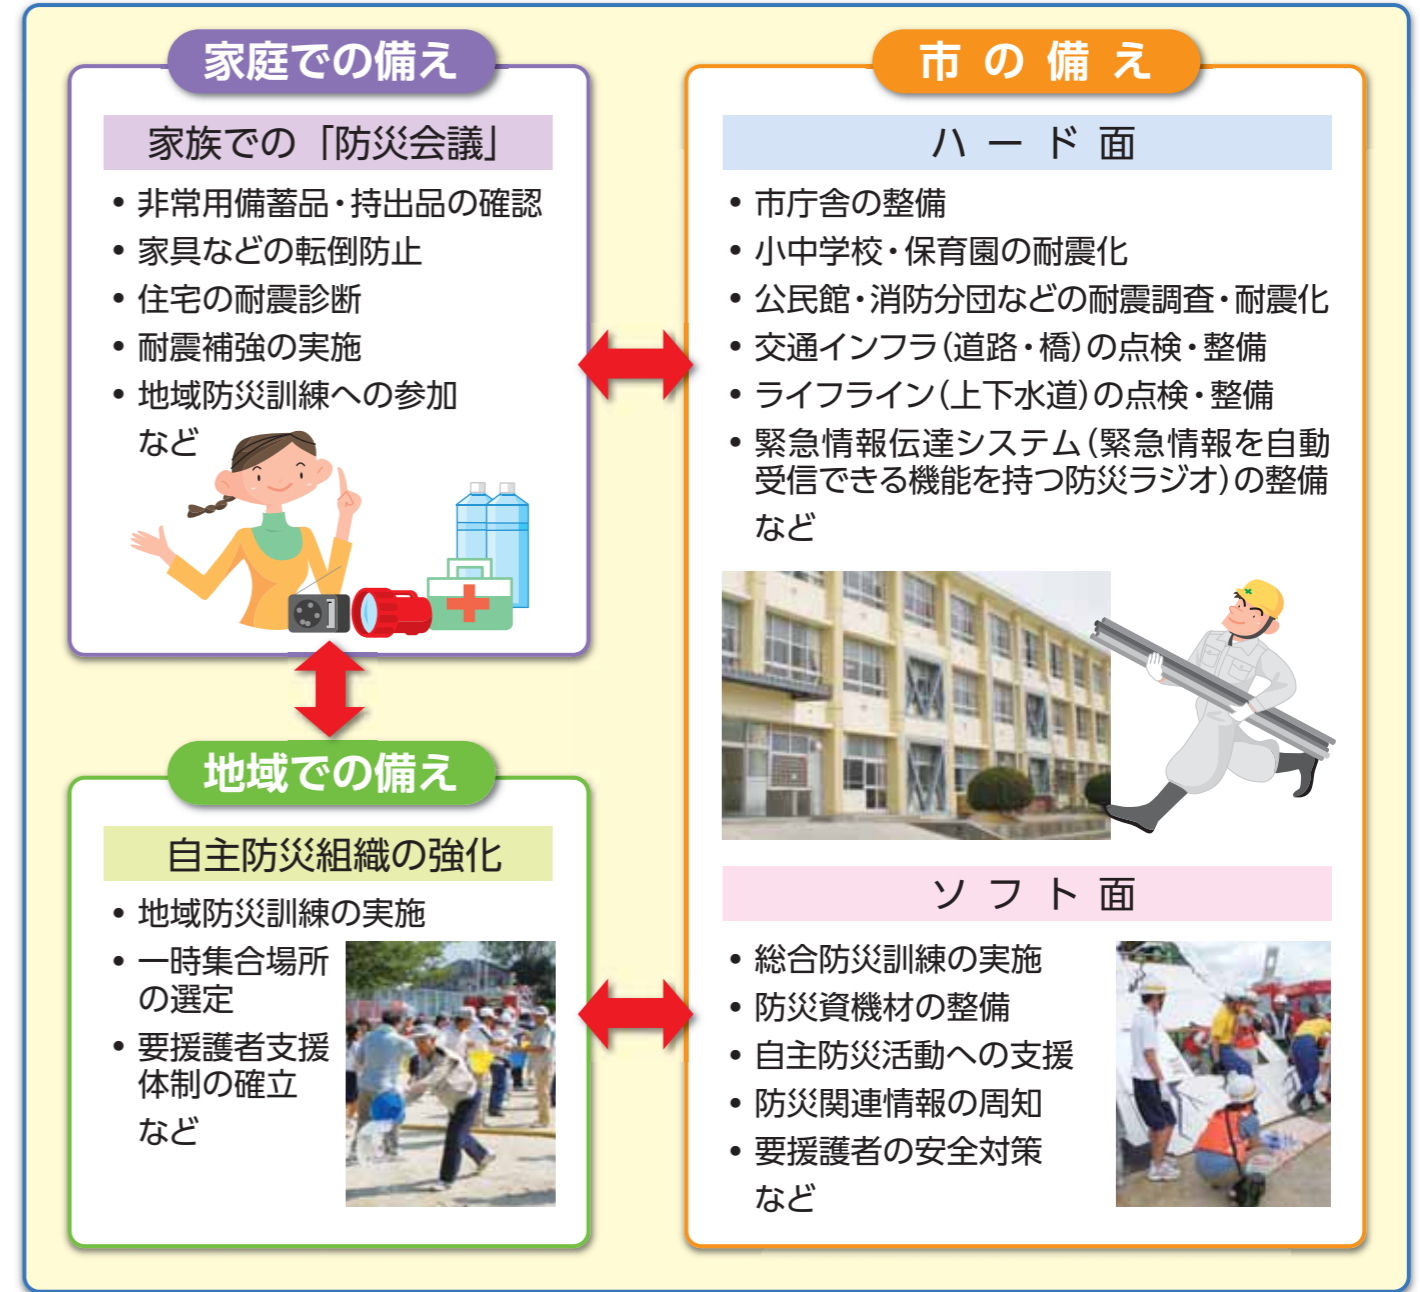 家庭での備え
家族での「防災会議」
• 非常用備蓄品・持出品の確認
• 家具などの転倒防止
• 住宅の耐震診断
• 耐震補強の実施
• 地域防災訓練への参加
など
地域での備え
自主防災組織の強化
• 地域防災訓練の実施
• 一時集合場所
の選定
• 要援護者支援
体制の確立
など
市の備え
ハード面
• 市庁舎の整備
• 小中学校・保育園の耐震化
• 公民館・消防分団などの耐震調査・耐震化
• 交通インフラ(道路・橋)の点検・整備
• ライフライン(上下水道)の点検・整備
• 緊急情報伝達システム(緊急情報を自動
受信できる機能を持つ防災ラジオ)の整備
など
ソフト面
• 総合防災訓練の実施
• 防災資機材の整備
• 自主防災活動への支援
• 防災関連情報の周知
• 要援護者の安全対策
など